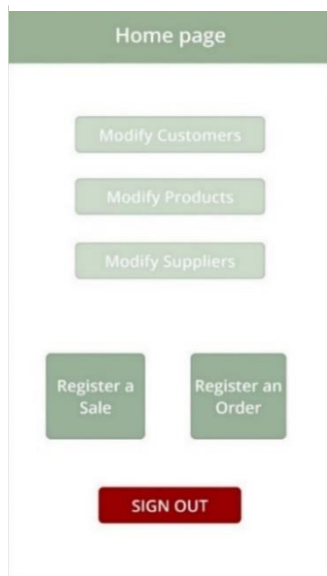 Home page
Modify Customers
Modify Products
Modify Suppliers
Register a
Sale
Register an
Order
SIGN OUT